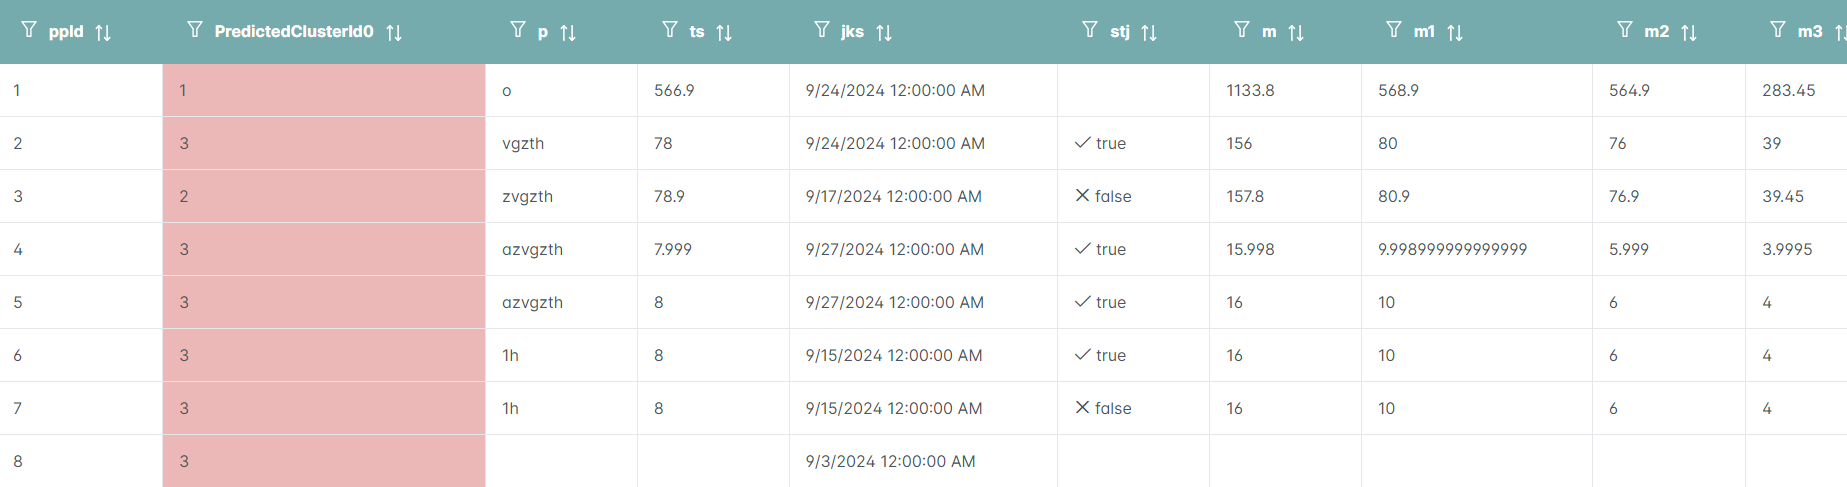 ppId PredictedClusterId0 p ts jks stj m m1 m2 m3
1 1 o 566.9 9/24/2024 12:00:00 AM 1133.8 568.9 564.9 283.45
2 3 vgzth 78 9/24/2024 12:00:00 AM true 156 80 76 39
3 2 zvgzth 78.9 9/17/2024 12:00:00 AM false 157.8 80.9 76.9 39.45
4 3 azvgzth 7.999 9/27/2024 12:00:00 AM true 15.998 9.998999999999999 5.999 3.9995
5 3 azvgzth 8 9/27/2024 12:00:00 AM true 16 10 6 4
6 3 1h 8 9/15/2024 12:00:00 AM true 16 10 6 4
7 3 1h 8 9/15/2024 12:00:00 AM false 16 10 6 4
8 3 9/3/2024 12:00:00 AM